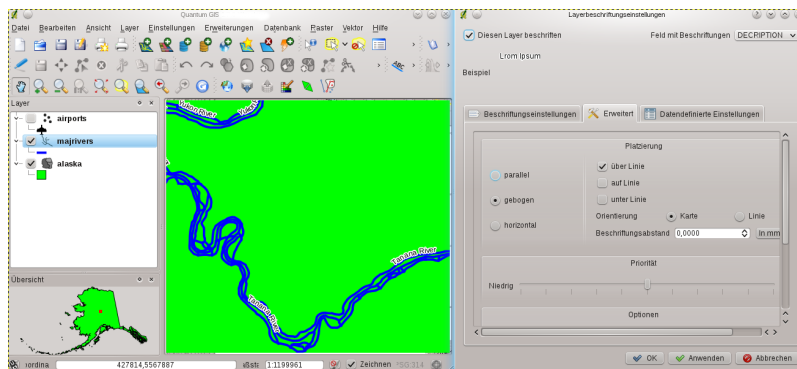 Quantum GIS
Datei Bearbeiten Ansicht Layer Einstellungen Erweiterungen Datenbank Raster Vektor Hilfe
abc
Layer
airports
majrivers
alaska
Übersicht
Yukon River
Tanana River
Tanana River
427814,5567887
1:1199961
Zeichnen
Layerbeschriftungseinstellungen
Diesen Layer beschriften
Feld mit Beschriftungen DECRIPTION
Lrom Ipsum
Beispiel
Beschriftungseinstellungen Erweitert Datendefinierte Einstellungen
Platzierung
parallel
gebogen
horizontal
über Linie
auf Linie
unter Linie
Orientierung Karte Linie
Beschriftungsabstand 0,0000 In mm
Priorität
Niedrig
Optionen
OK Anwenden Abbrechen